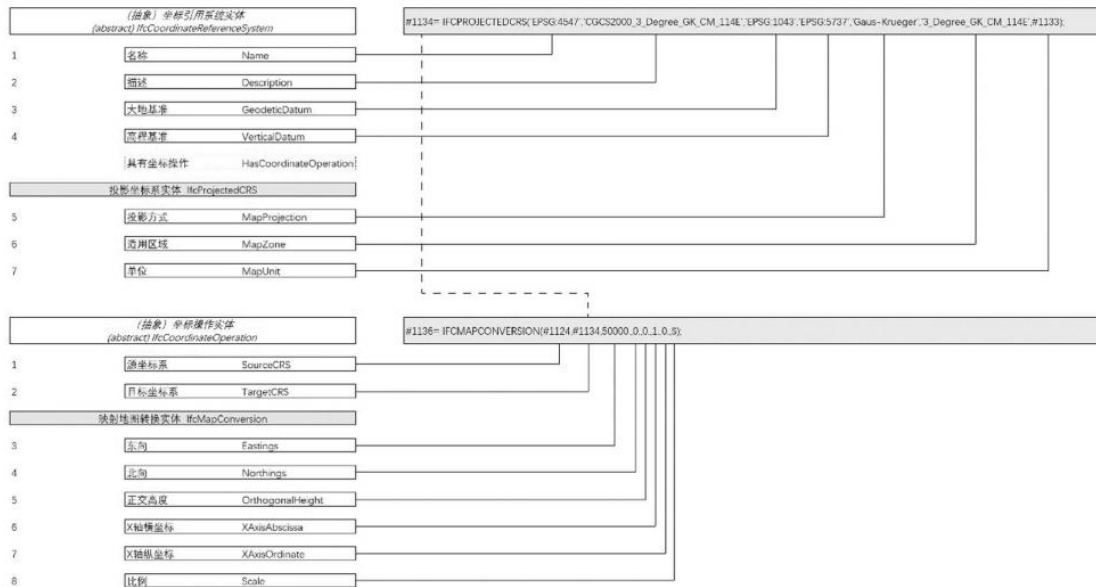 (抽象) 坐标引用系统实体
(abstract) IfcCoordinateReferenceSystem
#1134= IFCPROJECTEDCRS('EPSG:4547','CGCS2000_3_Degree_GK_CM_114E','EPSG:1043','EPSG:5737','Gaus-Krueger','3_Degree_GK_CM_114E',#1133);
1 名称 Name
2 描述 Description
3 大地基准 GeodeticDatum
4 高程基准 VerticalDatum
具有坐标操作 HasCoordinateOperation
投影坐标系实体 IfcProjectedCRS
5 投影方式 MapProjection
6 适用区域 MapZone
7 单位 MapUnit
(抽象) 坐标操作实体
(abstract) IfcCoordinateOperation
#1136= IFCMAPCONVERSION(#1124,#1134,50000.,0.,0.,1.,0.,$);
1 源坐标系 SourceCRS
2 目标坐标系 TargetCRS
映射地图转换实体 IfcMapConversion
3 东向 Eastings
4 北向 Northings
5 正交高度 OrthogonalHeight
6 X轴横坐标 XAxisAbscissa
7 X轴纵坐标 XAxisOrdinate
8 比例 Scale